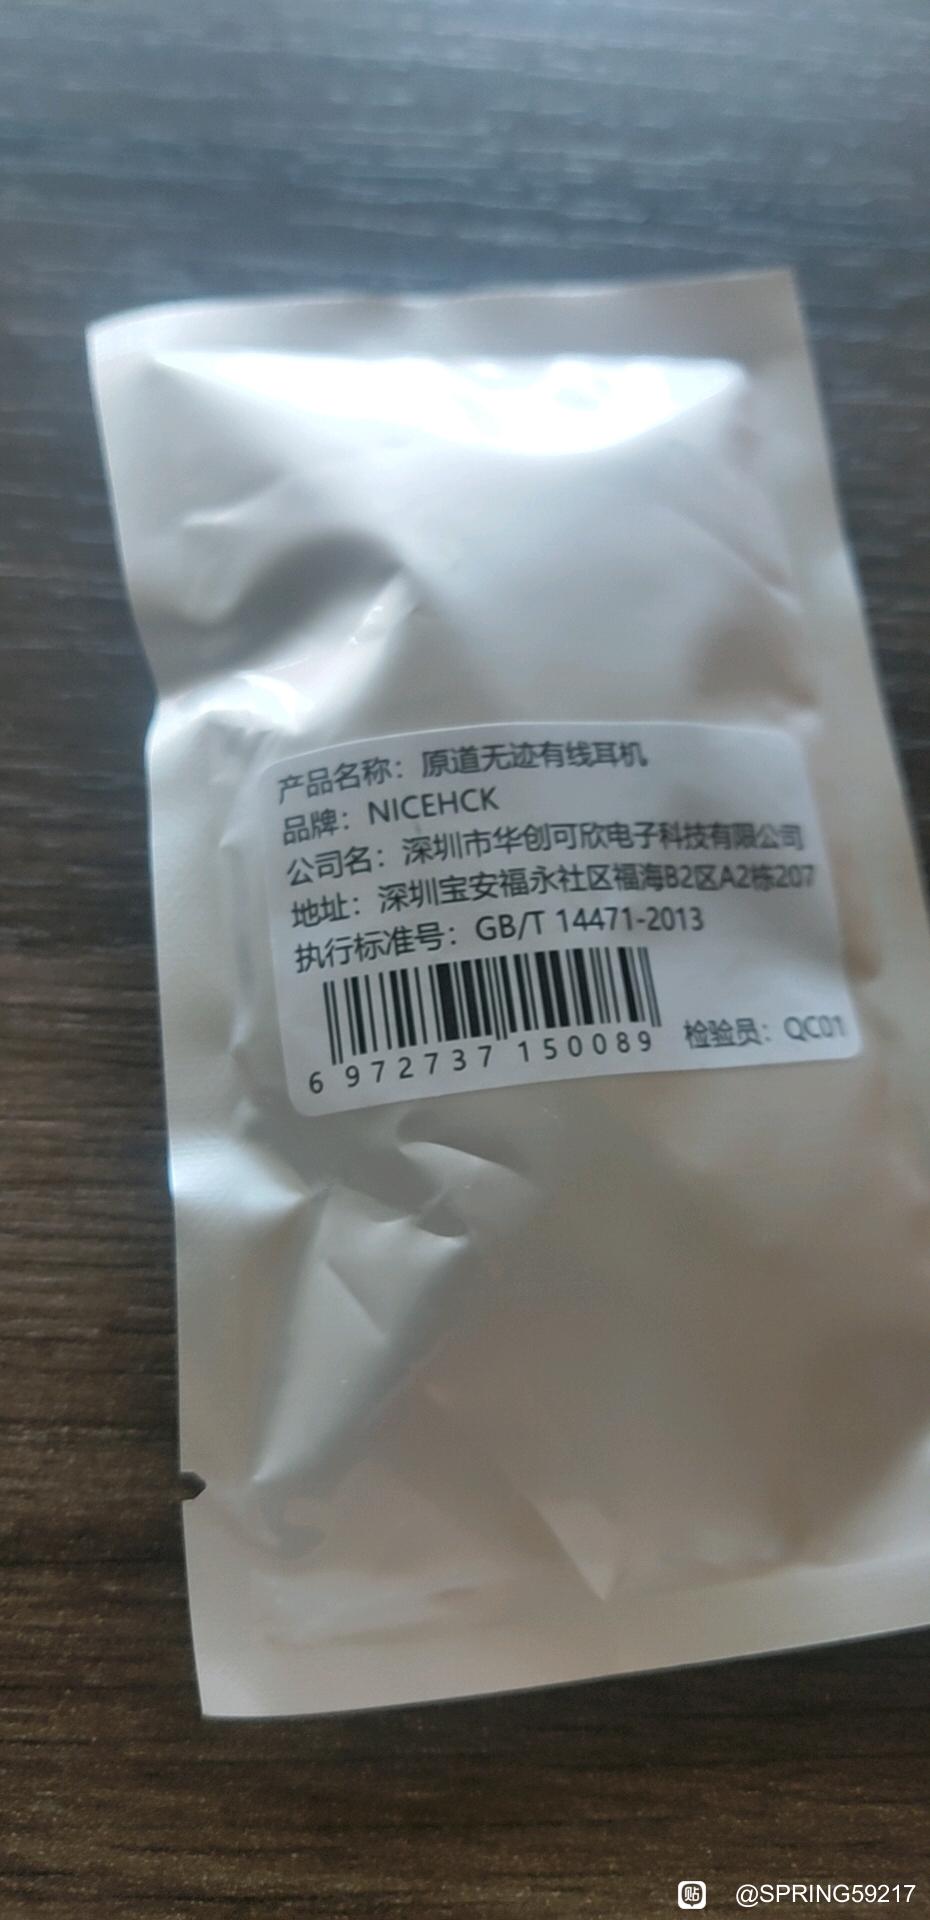 产品名称：原道无迹有线耳机
品牌：NICEHCK
公司名：深圳市华创可欣电子科技有限公司
地址：深圳宝安福永社区福海B2区A2栋207
执行标准号：GB/T 14471-2013
6 972737 150089
检验员：QC01
贴 @SPRING59217